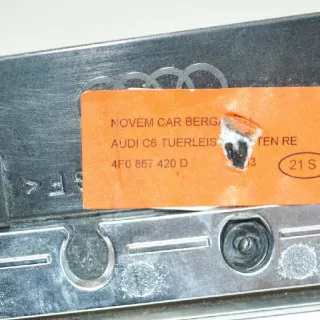 NOVEM CAR BERGA
AUDI C6 TUERLEIS TEN RE
4F0 867 420 D 21 S